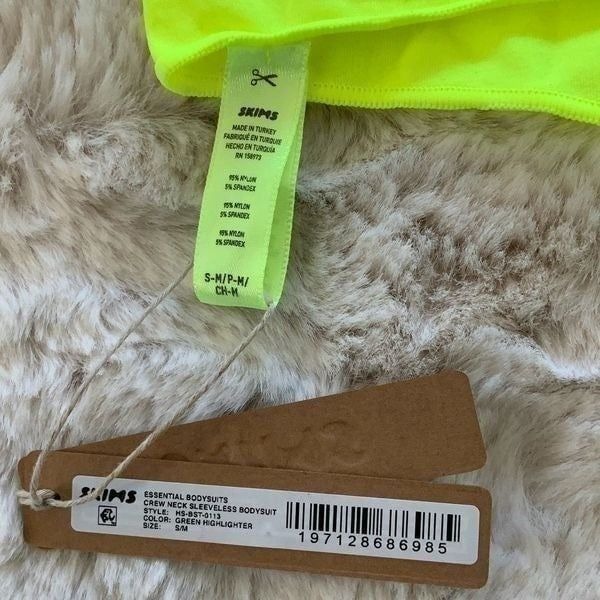 SKIMS
MADE IN TURKEY
FABRIQUÉ EN TURQUIE
HECHO EN TURQUÍA
RN 158973
95% NYLON
5% SPANDEX
95% NYLON
5% SPANDEX
95% NYLON
5% SPANDEX
S-M/P-M/
CH-M
SKIMS
ESSENTIAL BODYSUITS
CREW NECK SLEEVELESS BODYSUIT
STYLE: HS-BST-0113
COLOR: GREEN HIGHLIGHTER
SIZE: S/M
197128686985